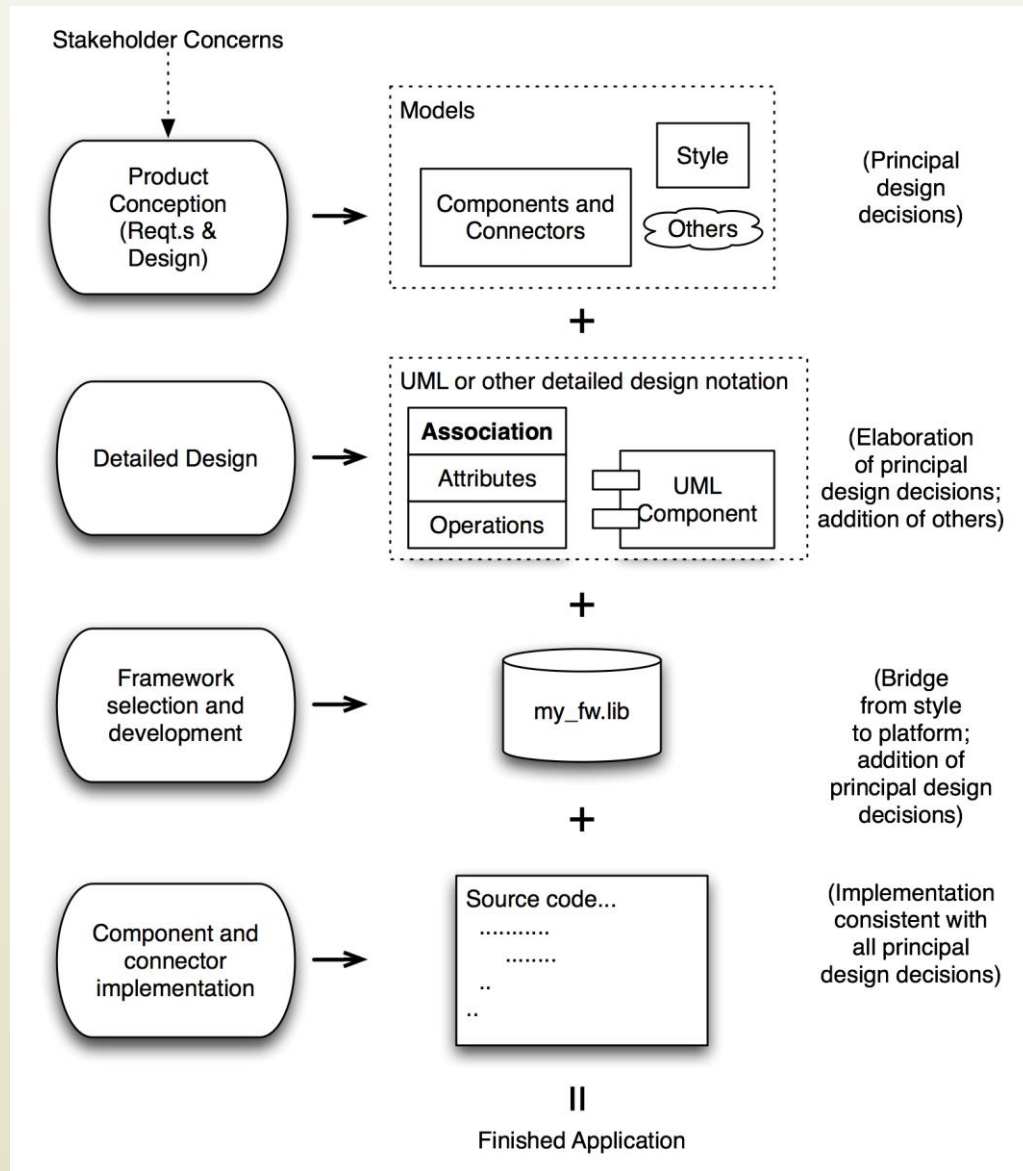 Stakeholder Concerns
Product
Conception
(Reqt.s &
Design)
Models
Components and
Connectors
Style
Others
(Principal
design
decisions)
+
Detailed Design
UML or other detailed design notation
Association
Attributes
Operations
UML
Component
(Elaboration
of principal
design decisions;
addition of others)
+
Framework
selection and
development
my_fw.lib
(Bridge
from style
to platform;
addition of
principal design
decisions)
+
Component and
connector
implementation
Source code...
...........
........
..
..
(Implementation
consistent with
all principal
design decisions)
=
Finished Application